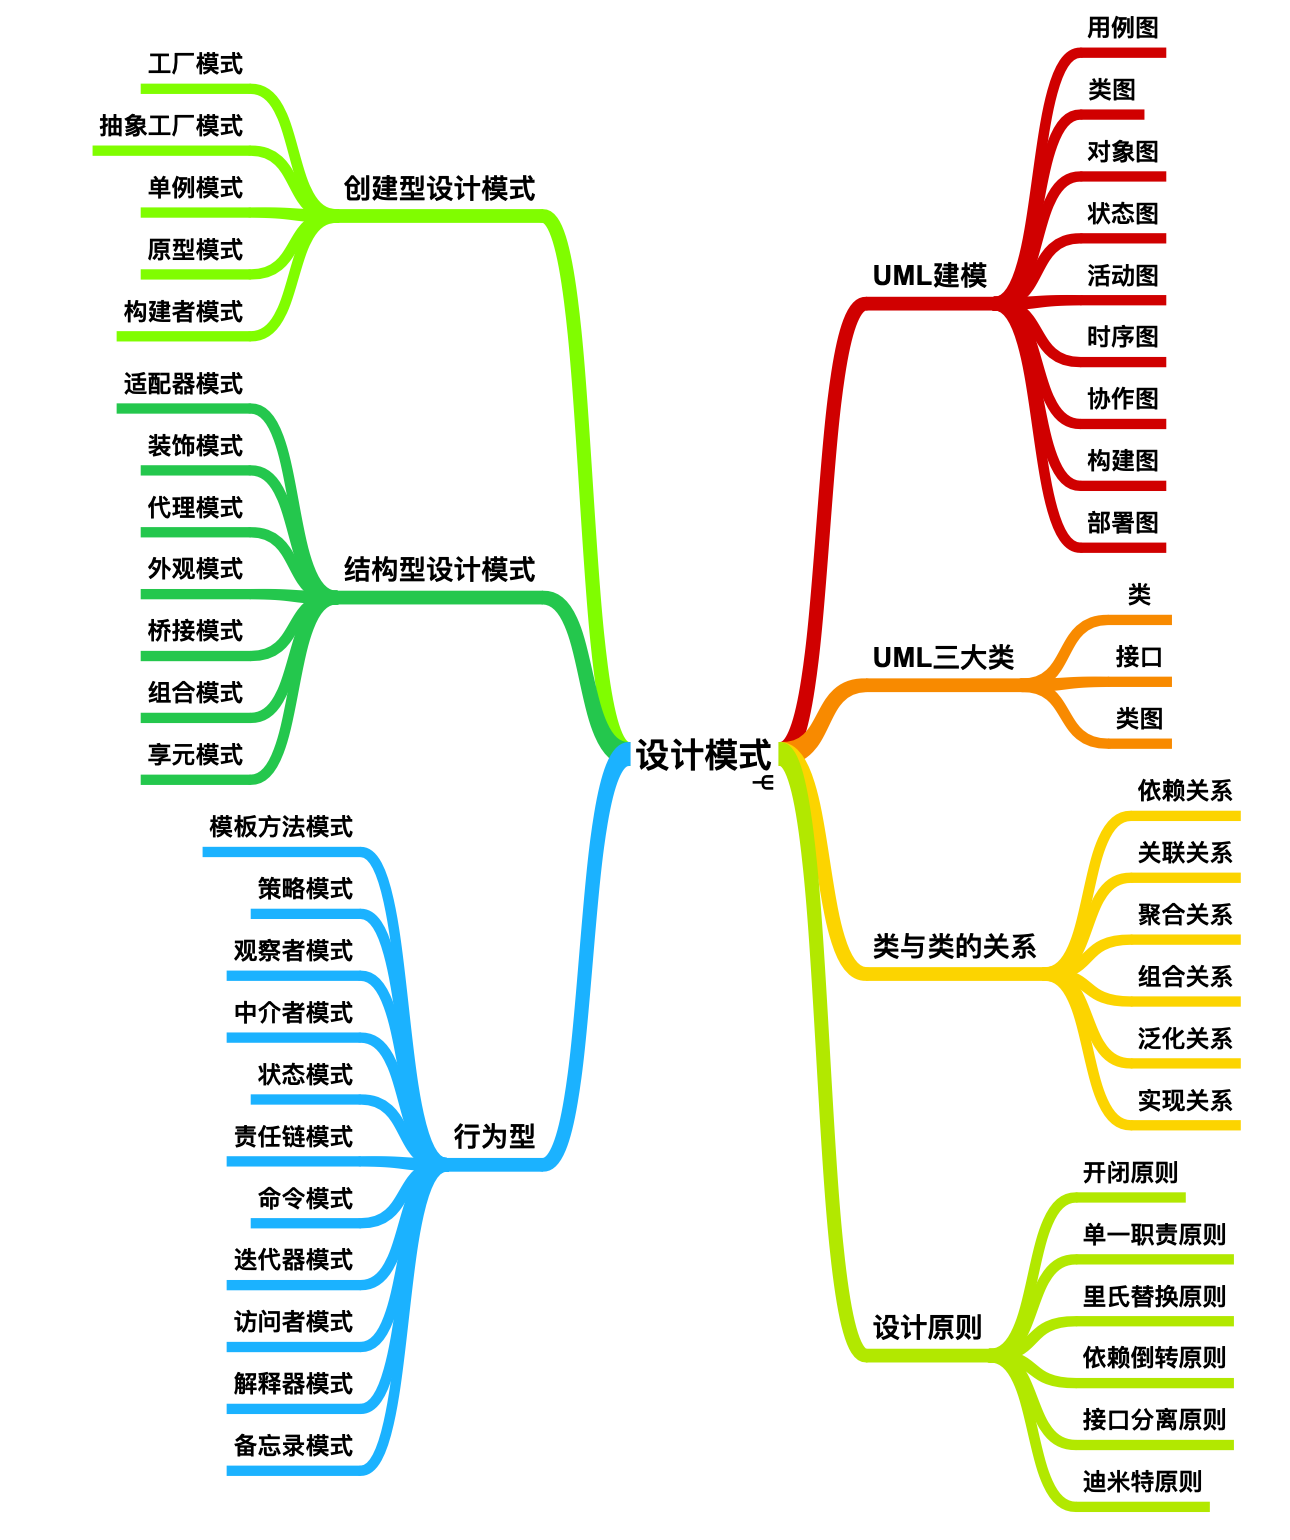 设计模式
UML建模
用例图
类图
对象图
状态图
活动图
时序图
协作图
构建图
部署图
UML三大类
类
接口
类图
类与类的关系
依赖关系
关联关系
聚合关系
组合关系
泛化关系
实现关系
设计原则
开闭原则
单一职责原则
里氏替换原则
依赖倒转原则
接口分离原则
迪米特原则
创建型设计模式
工厂模式
抽象工厂模式
单例模式
原型模式
构建者模式
结构型设计模式
适配器模式
装饰模式
代理模式
外观模式
桥接模式
组合模式
享元模式
行为型
模板方法模式
策略模式
观察者模式
中介者模式
状态模式
责任链模式
命令模式
迭代器模式
访问者模式
解释器模式
备忘录模式